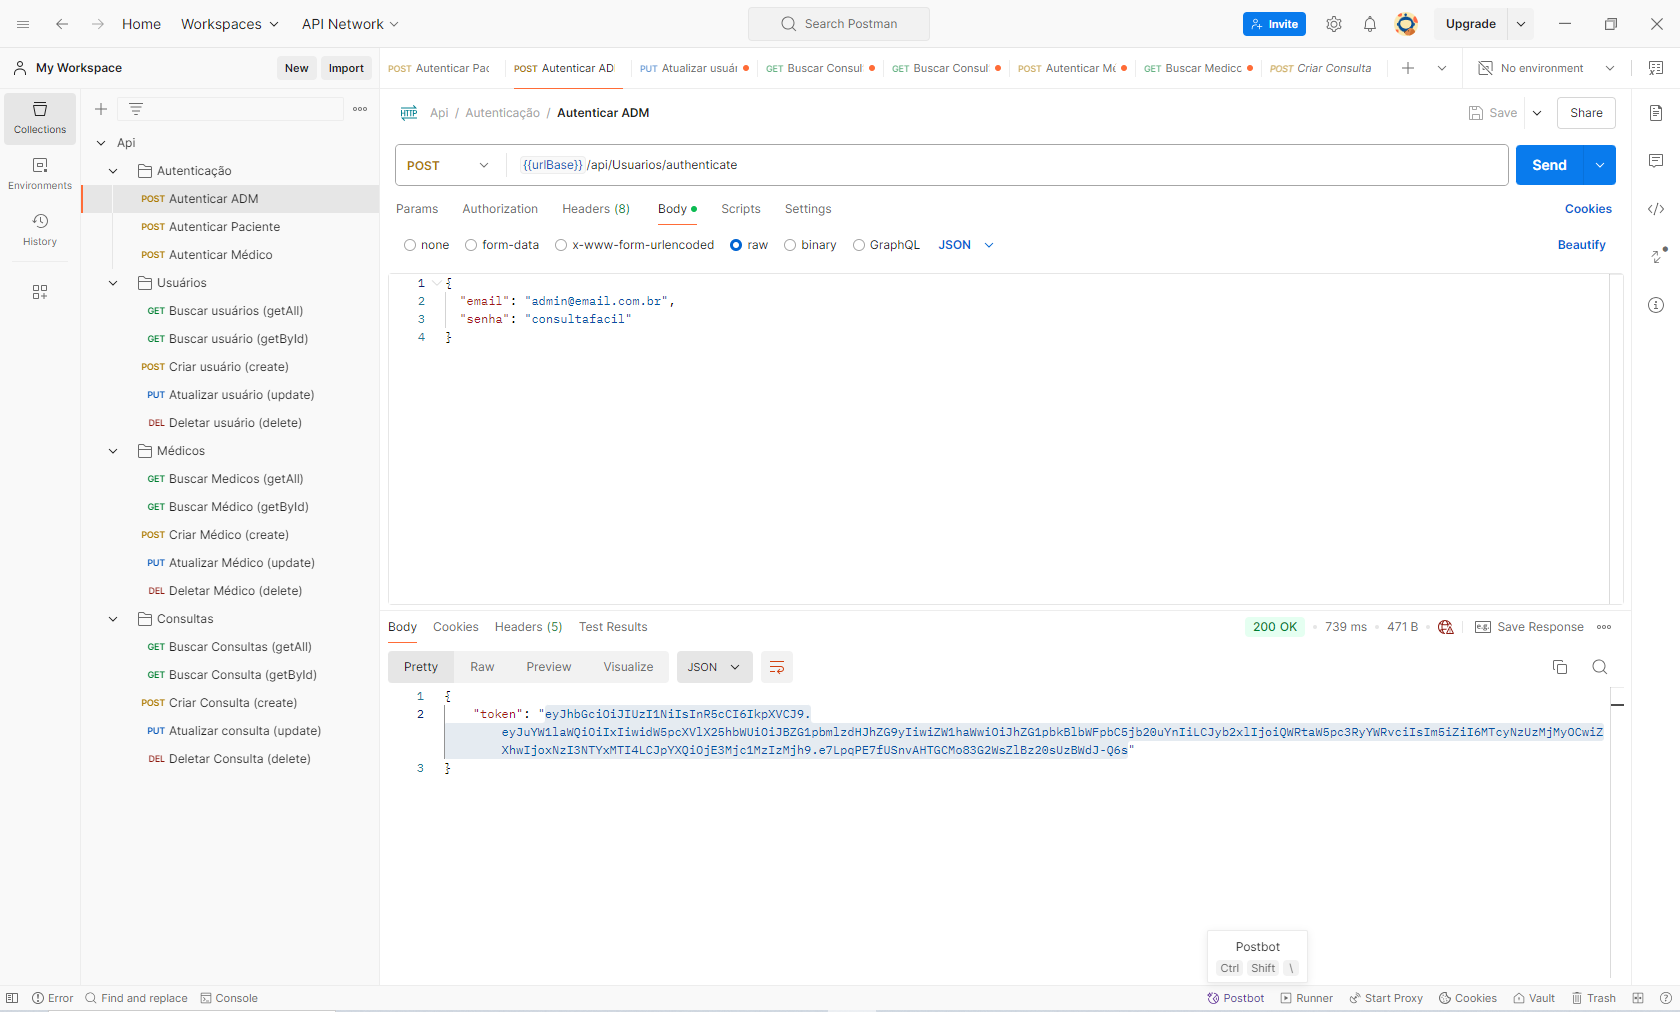 Home Workspaces API Network Search Postman Invite Upgrade
My Workspace New Import
POST Autenticar Pac POST Autenticar AD PUT Atualizar usuár GET Buscar Consul GET Buscar Consul POST Autenticar Mé GET Buscar Medico POST Criar Consulta No environment
Collections
Environments
History
Api
Autenticação
POST Autenticar ADM
POST Autenticar Paciente
POST Autenticar Médico
Usuários
GET Buscar usuários (getAll)
GET Buscar usuário (getById)
POST Criar usuário (create)
PUT Atualizar usuário (update)
DEL Deletar usuário (delete)
Médicos
GET Buscar Medicos (getAll)
GET Buscar Médico (getById)
POST Criar Médico (create)
PUT Atualizar Médico (update)
DEL Deletar Médico (delete)
Consultas
GET Buscar Consultas (getAll)
GET Buscar Consulta (getById)
POST Criar Consulta (create)
PUT Atualizar consulta (update)
DEL Deletar Consulta (delete)
HTTP Api / Autenticação / Autenticar ADM Save Share
POST {{urlBase}} /api/Usuarios/authenticate Send
Params Authorization Headers (8) Body Scripts Settings Cookies
none form-data x-www-form-urlencoded raw binary GraphQL JSON Beautify
1 {
2 "email": "admin@email.com.br",
3 "senha": "consultafacil"
4 }
Body Cookies Headers (5) Test Results 200 OK 739 ms 471 B e.g. Save Response
Pretty Raw Preview Visualize JSON
1 {
2 "token": "eyJhbGciOiJIUzI1NiIsInR5cCI6IkpXVCJ9.
eyJuYW1laWQiOiIxIiwidW5pcXVlX25hbWUiOiJBZG1pbmlzdHJhZG9yIiwiZW1haWwiOiJhZG1pbkBlbWFpbC5jb20uYnIiLCJyb2xlIjoiQWRtaW5pc3RyYWRvciIsIm5iZiI6MTcyNzUzMjMyOCwiZ
XhwIjoxNzI3NTYxMTI4LCJpYXQiOjE3Mjc1MzIzMjh9.e7LpqPE7fUSnvAHTGCMo83G2WsZlBz20sUzBWdJ-Q6s"
3 }
Postbot
Ctrl Shift \
Error Find and replace Console Postbot Runner Start Proxy Cookies Vault Trash